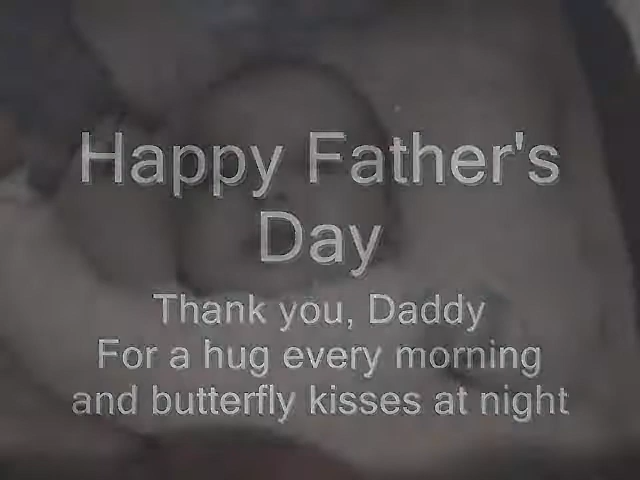 Happy Father's
Day
Thank you, Daddy
For a hug every morning
and butterfly kisses at night